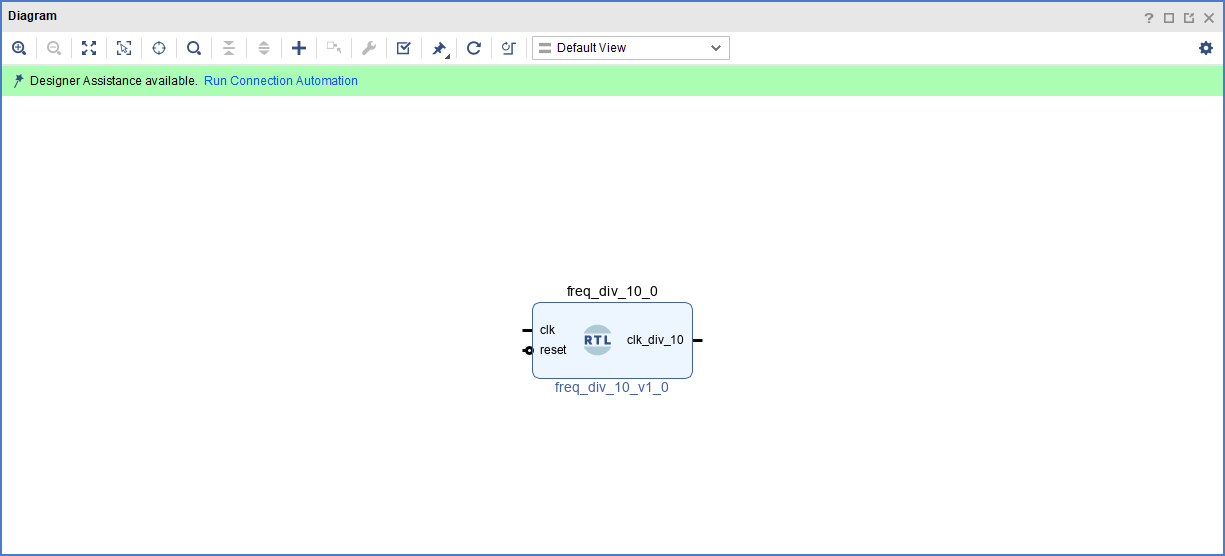 Diagram
Default View
Designer Assistance available. Run Connection Automation
freq_div_10_0
clk
reset
RTL
clk_div_10
freq_div_10_v1_0